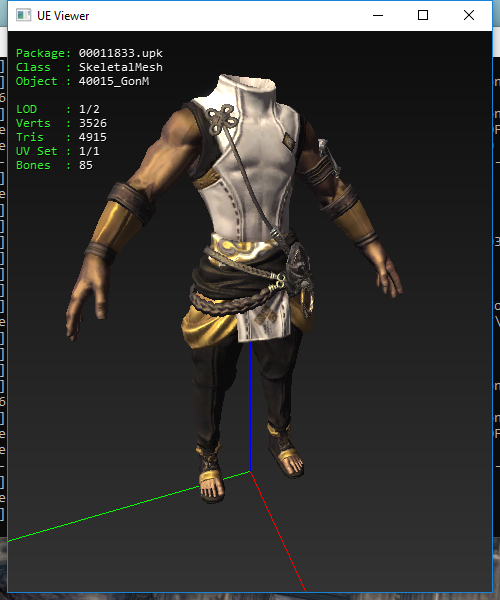 UE Viewer
Package: 00011833.upk
Class : SkeletalMesh
Object : 40015_GonM
LOD : 1/2
Verts : 3526
Tris : 4915
UV Set : 1/1
Bones : 85